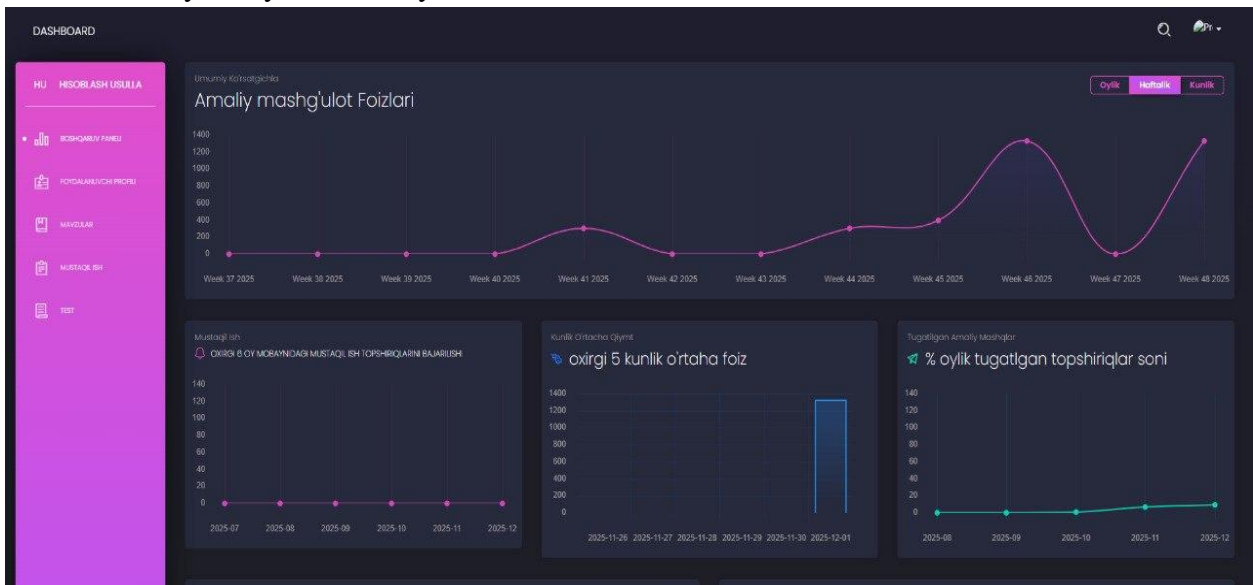 DASHBOARD
Pr
HU HISOBLASH USULLA
BOSHQARUV PANELI
FOYDALANUVCHI PROFILI
MAVZULAR
MUSTAQIL ISH
TEST
Umumiy Ko'rsatgichla
Amaliy mashg'ulot Foizlari
Oylik Haftalik Kunlik
1400
1200
1000
800
600
400
200
0
Week 37 2025 Week 38 2025 Week 39 2025 Week 40 2025 Week 41 2025 Week 42 2025 Week 43 2025 Week 44 2025 Week 45 2025 Week 46 2025 Week 47 2025 Week 48 2025
Mustaqil Ish
OXIRGI 6 OY MOBAYNIDAGI MUSTAQIL ISH TOPSHIRIQLARINI BAJARILISHI
140
120
100
80
60
40
20
0
2025-07 2025-08 2025-09 2025-10 2025-11 2025-12
Kunlik O'rtacha Qiymt
oxirgi 5 kunlik o'rtaha foiz
1400
1200
1000
800
600
400
200
0
2025-11-26 2025-11-27 2025-11-28 2025-11-29 2025-11-30 2025-12-01
Tugatilgan Amaliy Mashqlar
% oylik tugatlgan topshiriqlar soni
140
120
100
80
60
40
20
0
2025-08 2025-09 2025-10 2025-11 2025-12